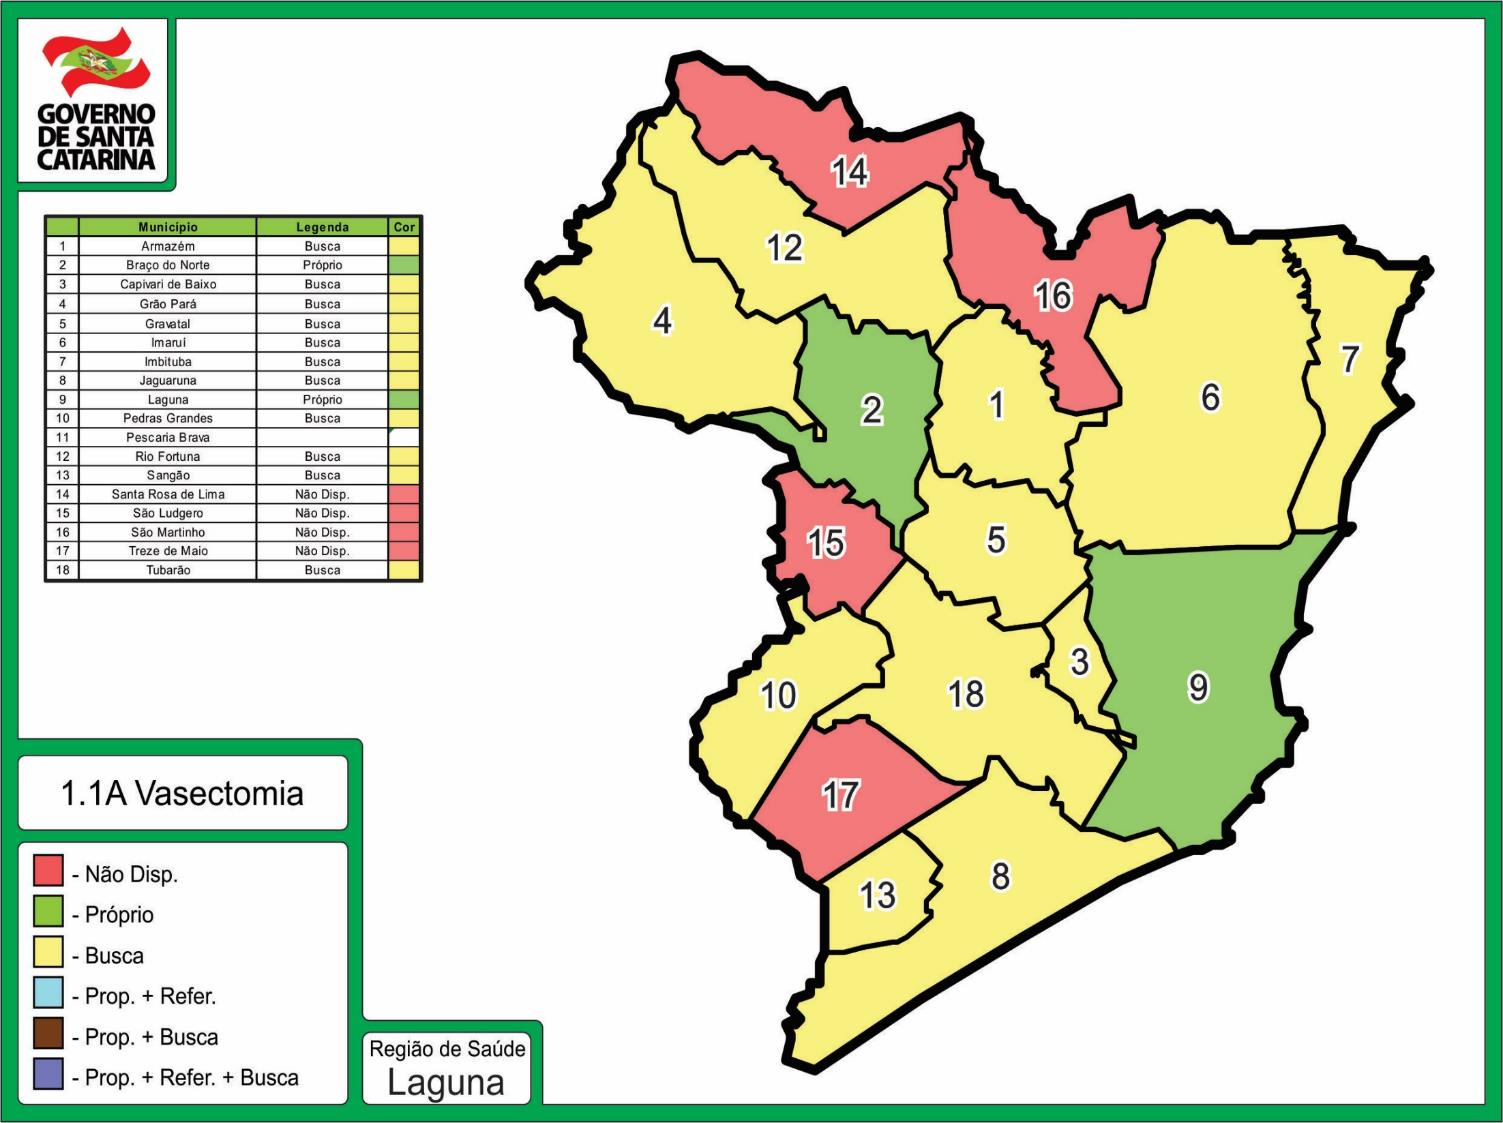 GOVERNO
DE SANTA
CATARINA
Município Legenda Cor
1 Armazém Busca
2 Braço do Norte Próprio
3 Capivari de Baixo Busca
4 Grão Pará Busca
5 Gravatal Busca
6 Imaruí Busca
7 Imbituba Busca
8 Jaguaruna Busca
9 Laguna Próprio
10 Pedras Grandes Busca
11 Pescaria Brava
12 Rio Fortuna Busca
13 Sangão Busca
14 Santa Rosa de Lima Não Disp.
15 São Ludgero Não Disp.
16 São Martinho Não Disp.
17 Treze de Maio Não Disp.
18 Tubarão Busca
14
12
16
4
7
6
2
1
15
5
3
9
10
18
17
8
13
1.1A Vasectomia
- Não Disp.
- Próprio
- Busca
- Prop. + Refer.
- Prop. + Busca
- Prop. + Refer. + Busca
Região de Saúde
Laguna